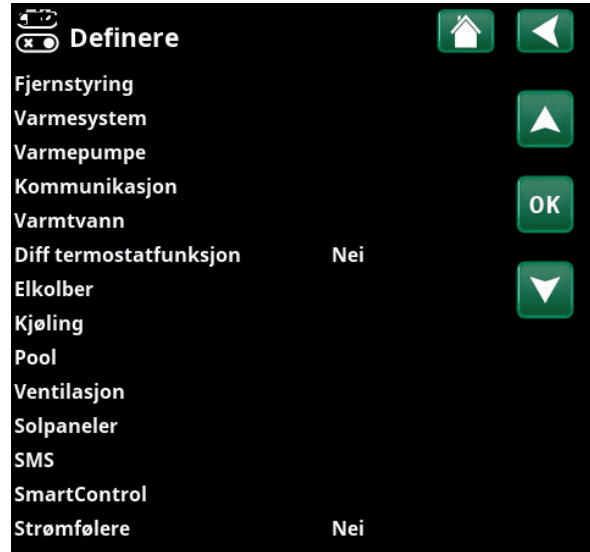 Definere
Fjernstyring
Varmesystem
Varmepumpe
Kommunikasjon
Varmtvann
Diff termostatfunksjon Nei
Elkolber
Kjøling
Pool
Ventilasjon
Solpaneler
SMS
SmartControl
Strømfølere Nei
OK